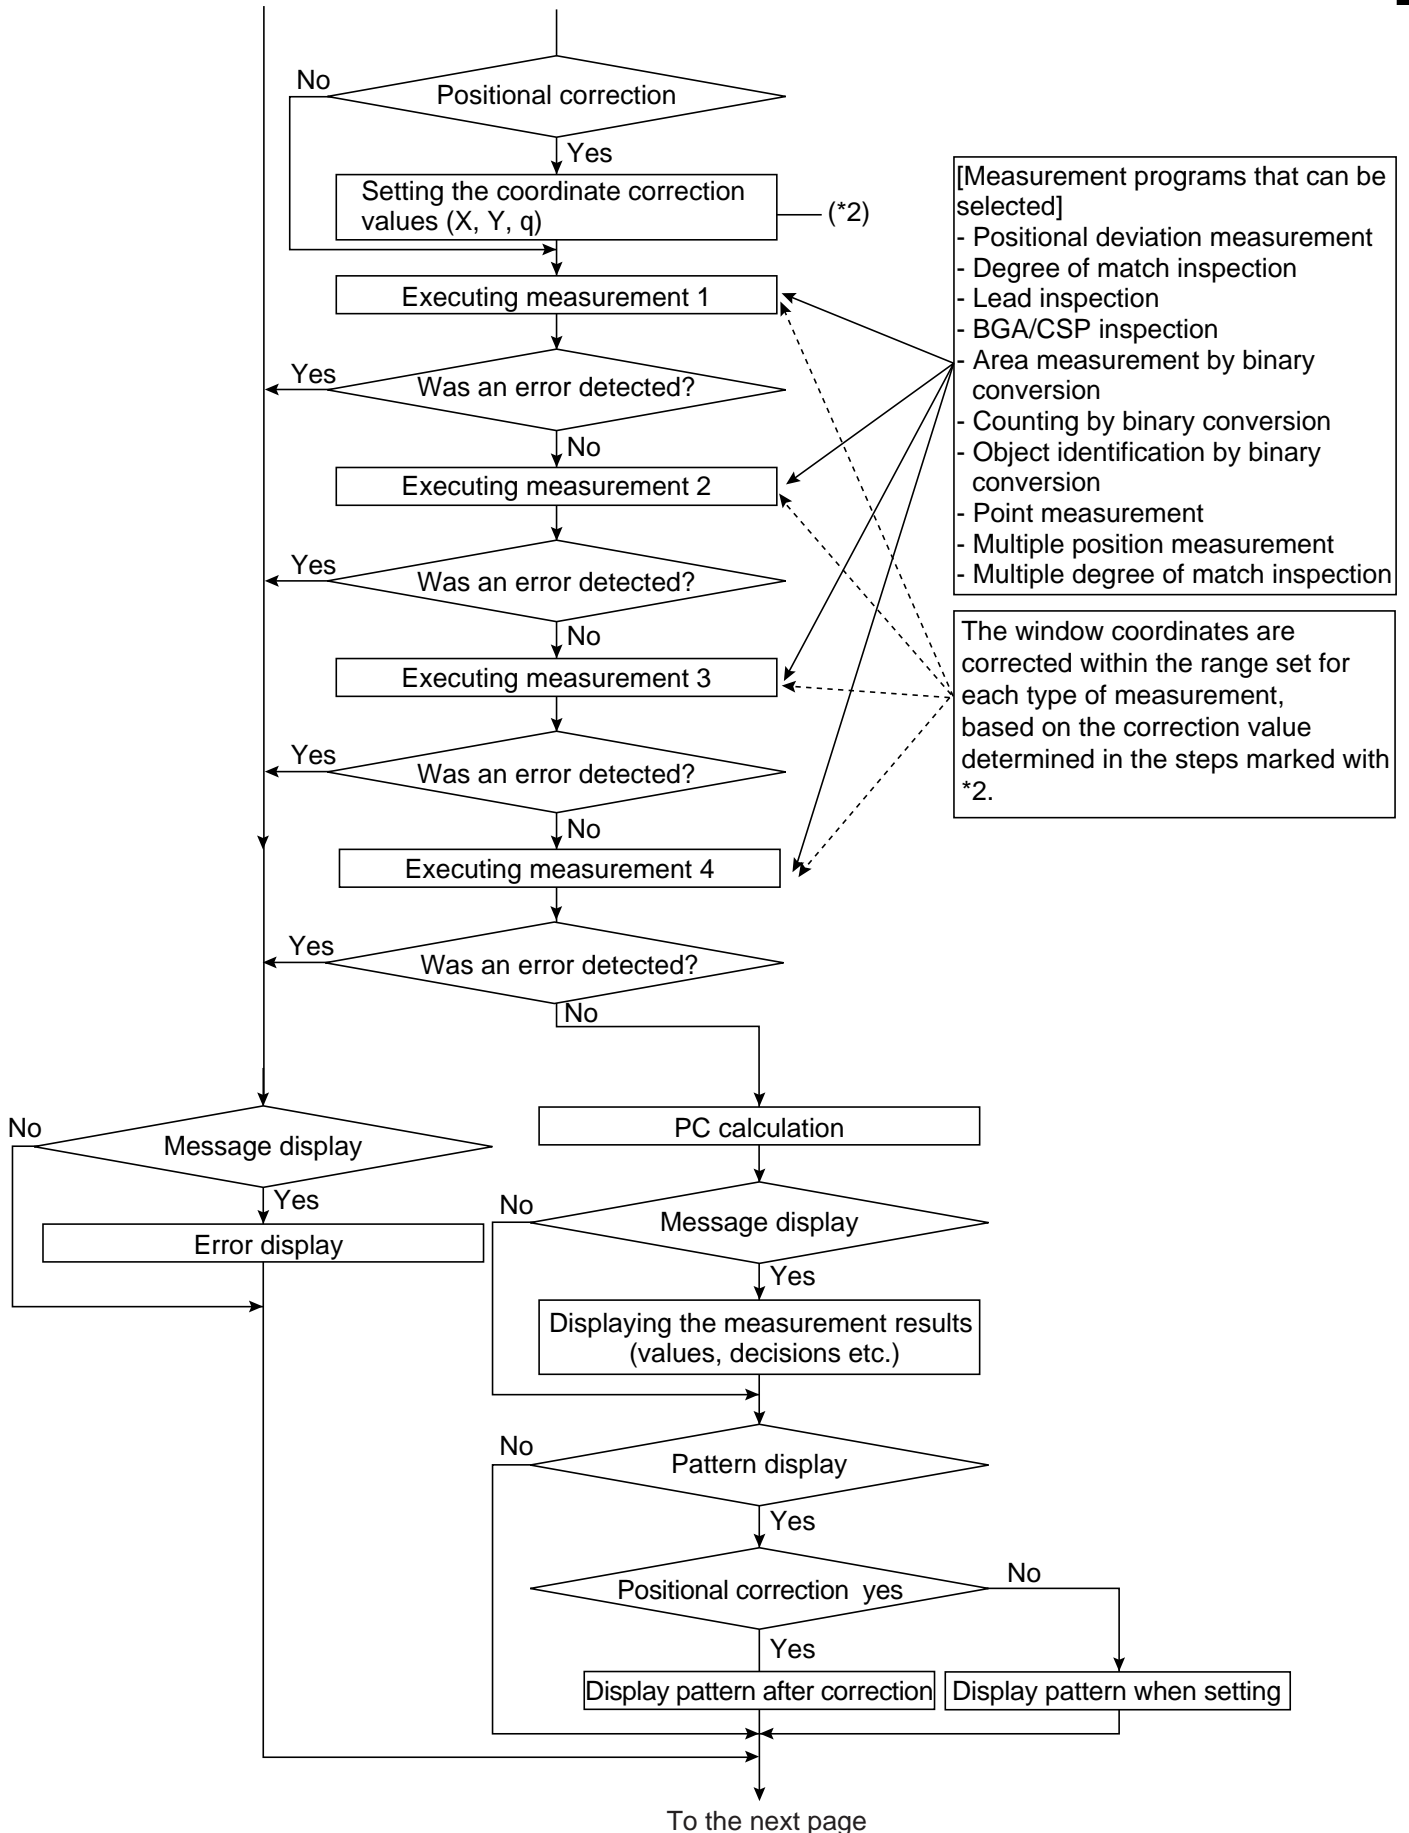 No
Positional correction
Yes
Setting the coordinate correction
values (X, Y, q)
(*2)
[Measurement programs that can be
selected]
- Positional deviation measurement
- Degree of match inspection
- Lead inspection
- BGA/CSP inspection
- Area measurement by binary
conversion
- Counting by binary conversion
- Object identification by binary
conversion
- Point measurement
- Multiple position measurement
- Multiple degree of match inspection
Executing measurement 1
Yes
Was an error detected?
No
Executing measurement 2
Yes
Was an error detected?
No
The window coordinates are
corrected within the range set for
each type of measurement,
based on the correction value
determined in the steps marked with
*2.
Executing measurement 3
Yes
Was an error detected?
No
Executing measurement 4
Yes
Was an error detected?
No
No
Message display
Yes
Error display
PC calculation
No
Message display
Yes
Displaying the measurement results
(values, decisions etc.)
No
Pattern display
Yes
Positional correction yes
No
Yes
Display pattern after correction
Display pattern when setting
To the next page